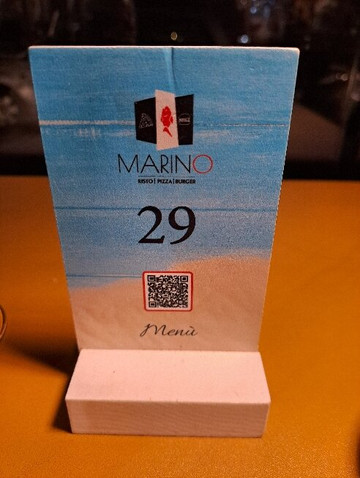 MARINO
RISTO | PIZZA | BURGER
29
Menù